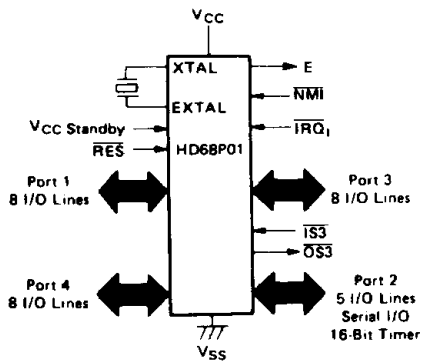 VCC
XTAL
E
EXTAL
NMI
VCC Standby
IRQ1
RES
HD68P01
Port 1
8 I/O Lines
Port 3
8 I/O Lines
IS3
OS3
Port 4
8 I/O Lines
Port 2
5 I/O Lines
Serial I/O
16-Bit Timer
VSS